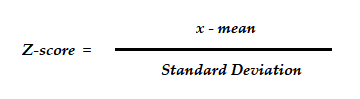 x - mean
Z-score =
Standard Deviation